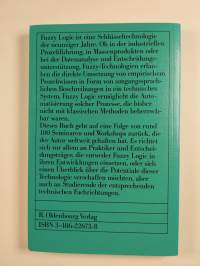 Fuzzy Logic ist eine Schlüsseltechnologie
der neunziger Jahre. Ob in der industriellen
Prozeßführung, in Massenprodukten oder
bei der Datenanalyse und Entscheidungs-
unterstützung, Fuzzy-Technologien erlau-
ben die direkte Umsetzung von empirischem
Prozeßwissen in Form von umgangssprach-
lichen Beschreibungen in ein technisches Sy-
stem. Fuzzy Logic ermöglicht die Auto-
matisierung solcher Prozesse, die bisher
nicht mit klassischen Methoden beherrsch-
bar waren.
Dieses Buch geht auf eine Folge von rund
100 Seminaren und Workshops zurück, die
der Autor weltweit gehalten hat. Es richtet
sich vor allem an Praktiker und Entschei-
dungsträger, die entweder Fuzzy Logic in
ihren Entwicklungen einsetzen, oder sich
einen Überblick über die Potentiale dieser
Technologie verschaffen möchten, aber
auch an Studierende der entsprechenden
technischen Fachrichtungen.
R. Oldenbourg Verlag
ISBN 3-486-22673-8